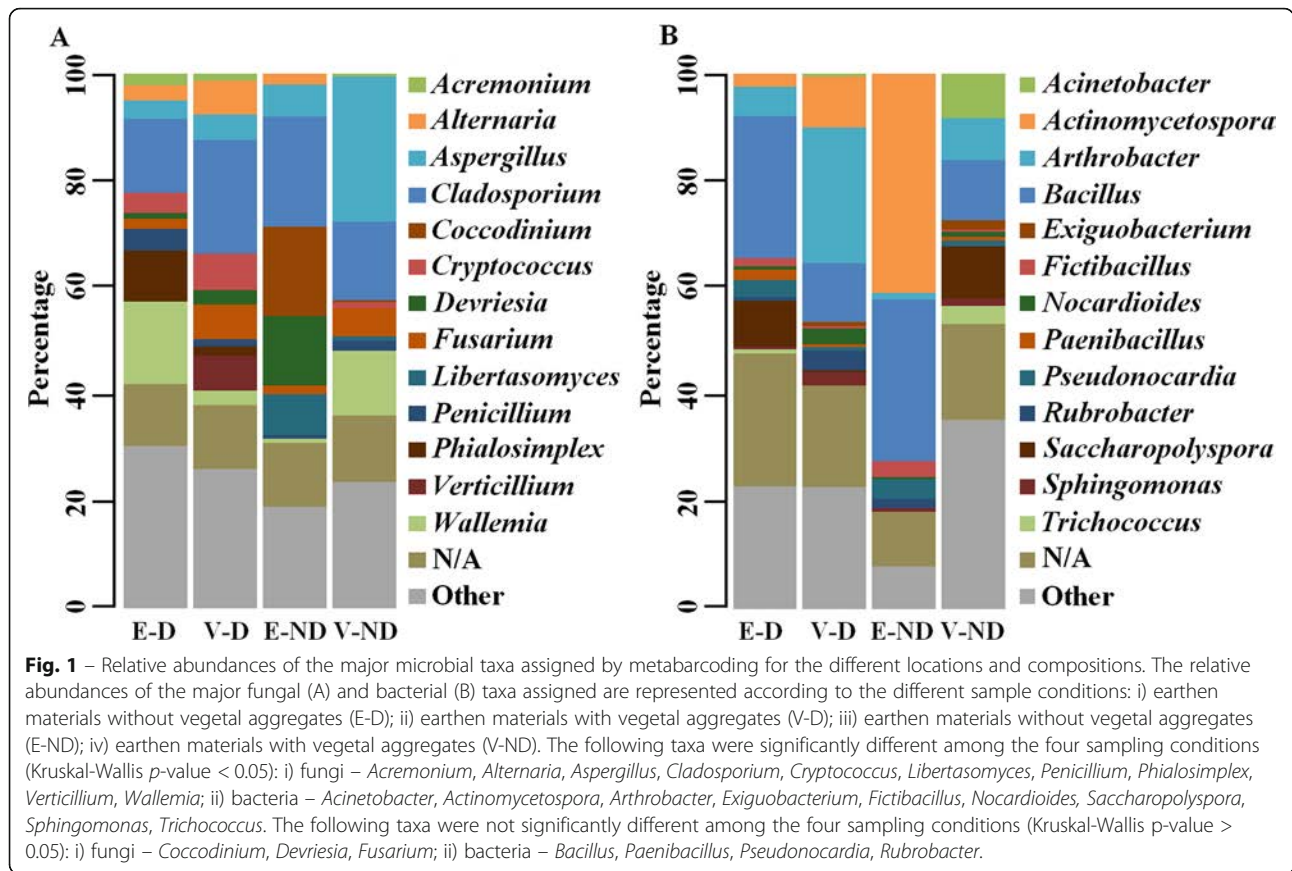 A
100
80
60
40
20
0
Percentage
E-D V-D E-ND V-ND
Acremonium
Alternaria
Aspergillus
Cladosporium
Coccodinium
Cryptococcus
Devriesia
Fusarium
Libertasomyces
Penicillium
Phialosimplex
Verticillium
Wallemia
N/A
Other
B
100
80
60
40
20
0
Percentage
E-D V-D E-ND V-ND
Acinetobacter
Actinomycetospora
Arthrobacter
Bacillus
Exiguobacterium
Fictibacillus
Nocardioides
Paenibacillus
Pseudonocardia
Rubrobacter
Saccharopolyspora
Sphingomonas
Trichococcus
N/A
Other
Fig. 1 – Relative abundances of the major microbial taxa assigned by metabarcoding for the different locations and compositions. The relative
abundances of the major fungal (A) and bacterial (B) taxa assigned are represented according to the different sample conditions: i) earthen
materials without vegetal aggregates (E-D); ii) earthen materials with vegetal aggregates (V-D); iii) earthen materials without vegetal aggregates
(E-ND); iv) earthen materials with vegetal aggregates (V-ND). The following taxa were significantly different among the four sampling conditions
(Kruskal-Wallis p-value < 0.05): i) fungi – Acremonium, Alternaria, Aspergillus, Cladosporium, Cryptococcus, Libertasomyces, Penicillium, Phialosimplex,
Verticillium, Wallemia; ii) bacteria – Acinetobacter, Actinomycetospora, Arthrobacter, Exiguobacterium, Fictibacillus, Nocardioides, Saccharopolyspora,
Sphingomonas, Trichococcus. The following taxa were not significantly different among the four sampling conditions (Kruskal-Wallis p-value >
0.05): i) fungi – Coccodinium, Devriesia, Fusarium; ii) bacteria – Bacillus, Paenibacillus, Pseudonocardia, Rubrobacter.